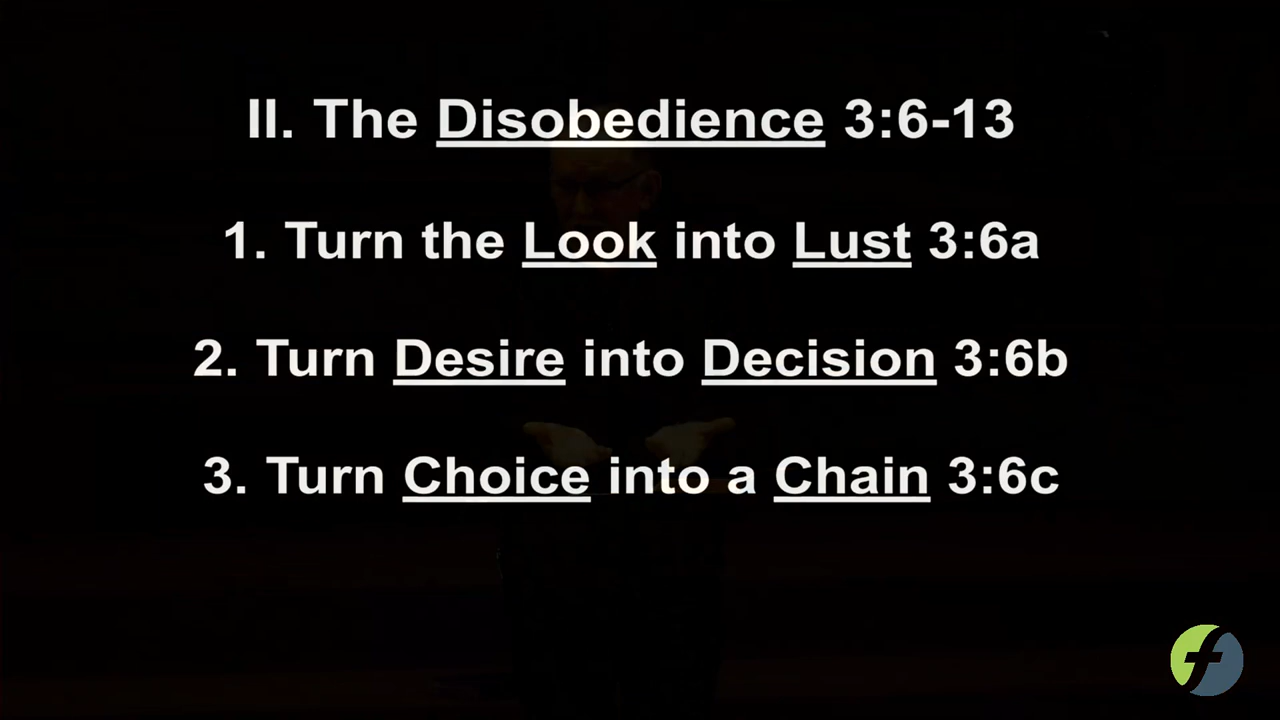 II. The Disobedience 3:6-13
1. Turn the Look into Lust 3:6a
2. Turn Desire into Decision 3:6b
3. Turn Choice into a Chain 3:6c